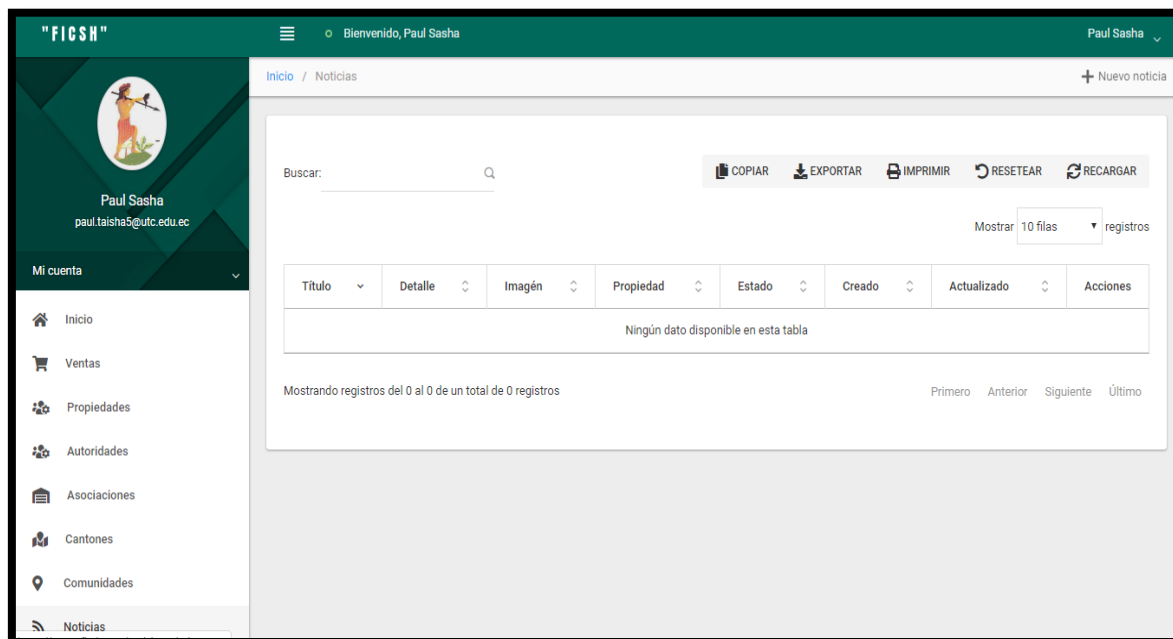 "FICSH"
Bienvenido, Paul Sasha
Paul Sasha
Inicio / Noticias
Nuevo noticia
Paul Sasha
paul.taisha5@utc.edu.ec
Mi cuenta
Inicio
Ventas
Propiedades
Autoridades
Asociaciones
Cantones
Comunidades
Noticias
Buscar:
COPIAR EXPORTAR IMPRIMIR RESETEAR RECARGAR
Mostrar 10 filas registros
Título Detalle Imagén Propiedad Estado Creado Actualizado Acciones
Ningún dato disponible en esta tabla
Mostrando registros del 0 al 0 de un total de 0 registros
Primero Anterior Siguiente Último